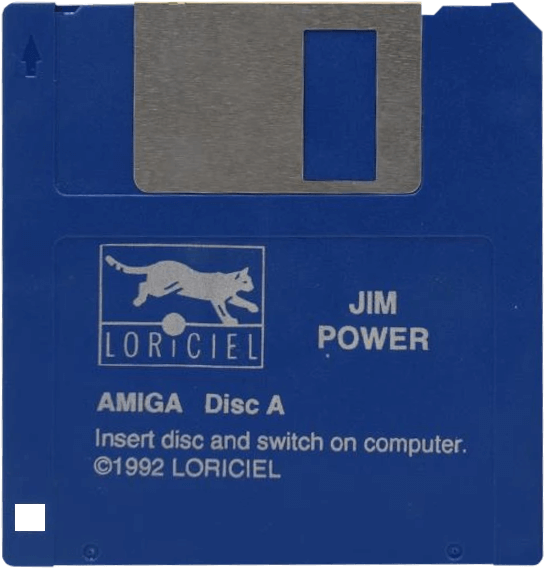 LORICIEL
JIM
POWER
AMIGA Disc A
Insert disc and switch on computer.
©1992 LORICIEL